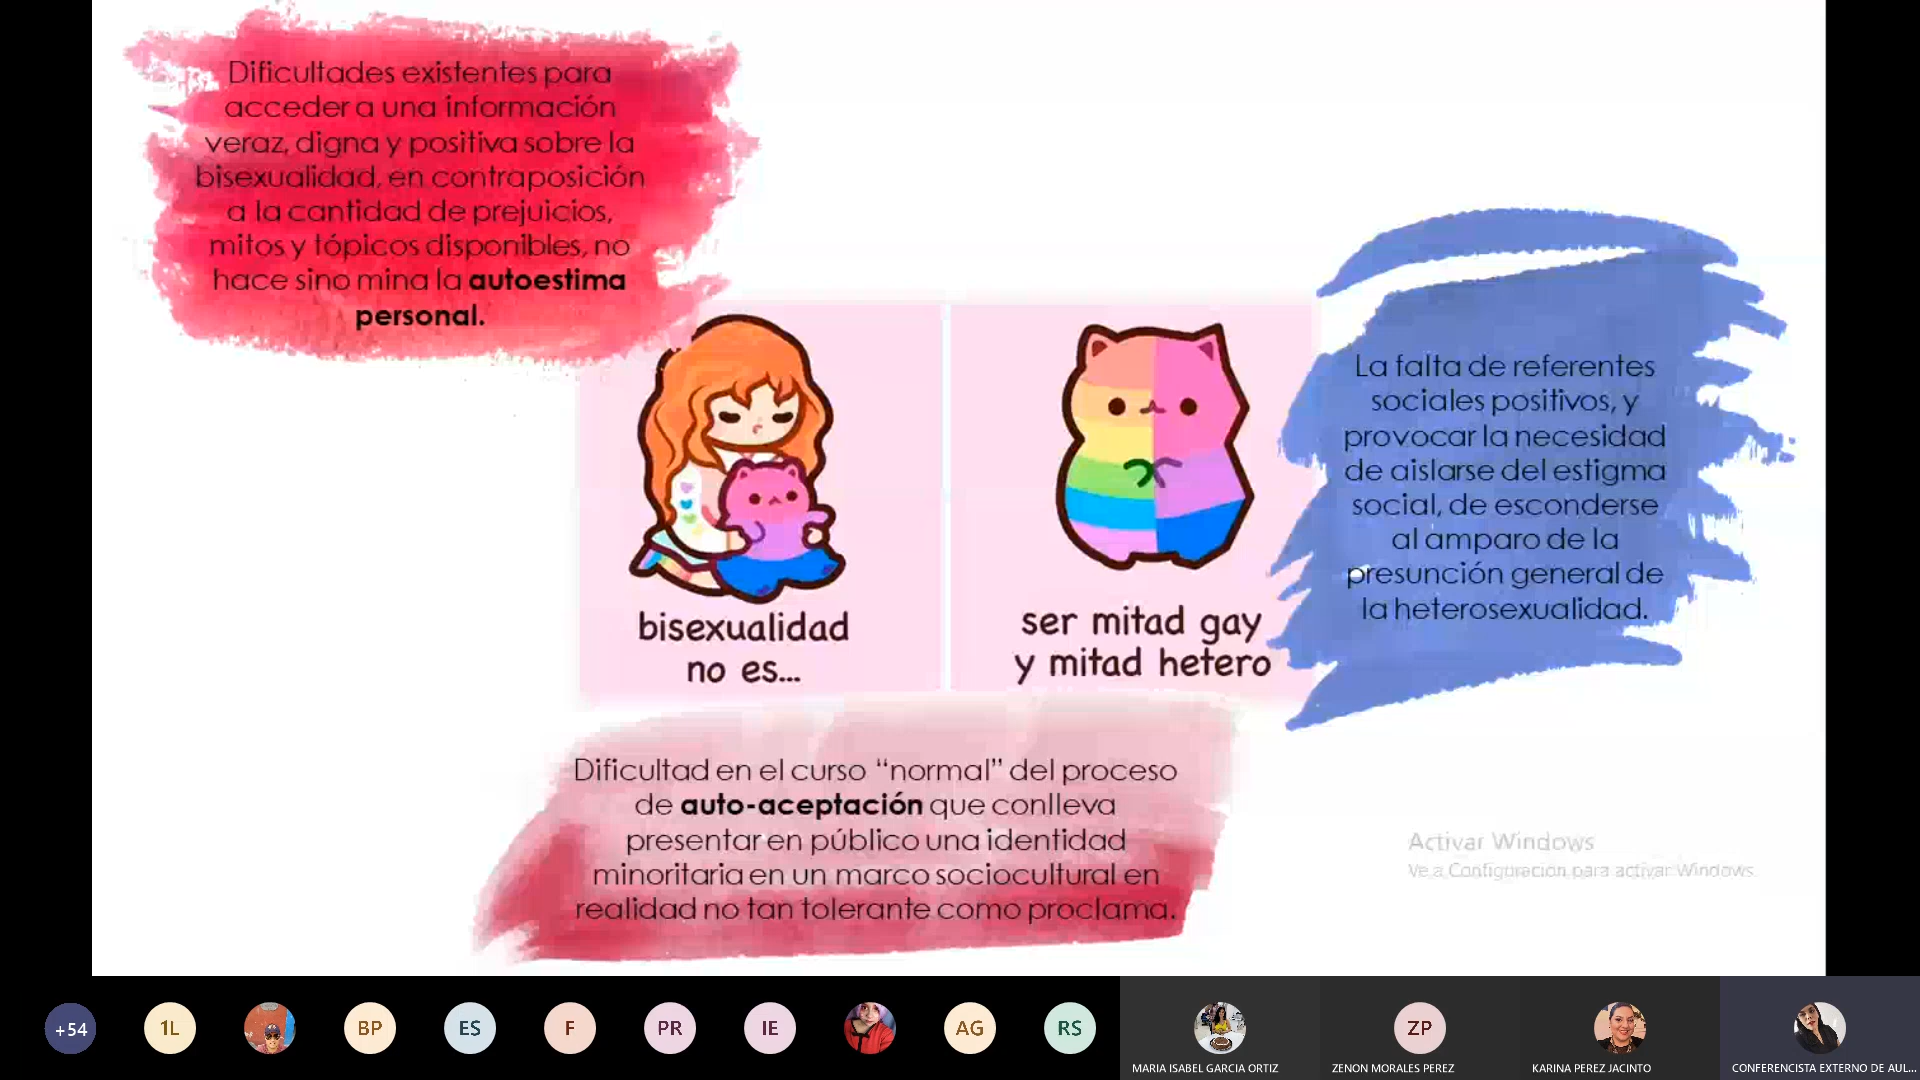 Dificultades existentes para
acceder a una información
veraz, digna y positiva sobre la
bisexualidad, en contraposición
a la cantidad de prejuicios,
mitos y tópicos disponibles, no
hace sino mina la autoestima
personal.
bisexualidad
no es...
ser mitad gay
y mitad hetero
La falta de referentes
sociales positivos, y
provocar la necesidad
de aislarse del estigma
social, de esconderse
al amparo de la
presunción general de
la heterosexualidad.
Dificultad en el curso “normal” del proceso
de auto-aceptación que conlleva
presentar en público una identidad
minoritaria en un marco sociocultural en
realidad no tan tolerante como proclama.
Activar Windows
Ve a Configuración para activar Windows.
+54
1L
BP
ES
F
PR
IE
AG
RS
ZP
MARIA ISABEL GARCIA ORTIZ
ZENON MORALES PEREZ
KARINA PEREZ JACINTO
CONFERENCISTA EXTERNO DE AUL...